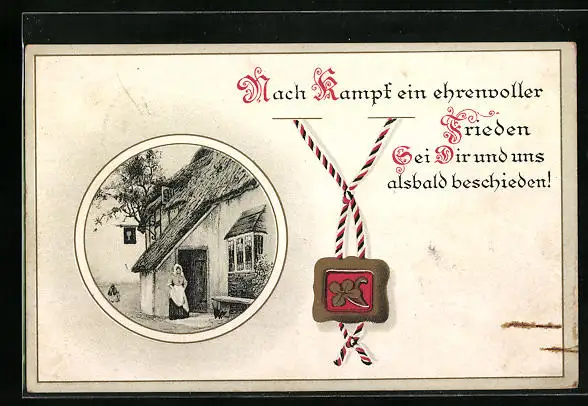 Nach Kampf ein ehrenvoller
Frieden
Sei Dir und uns
alsbald beschieden!